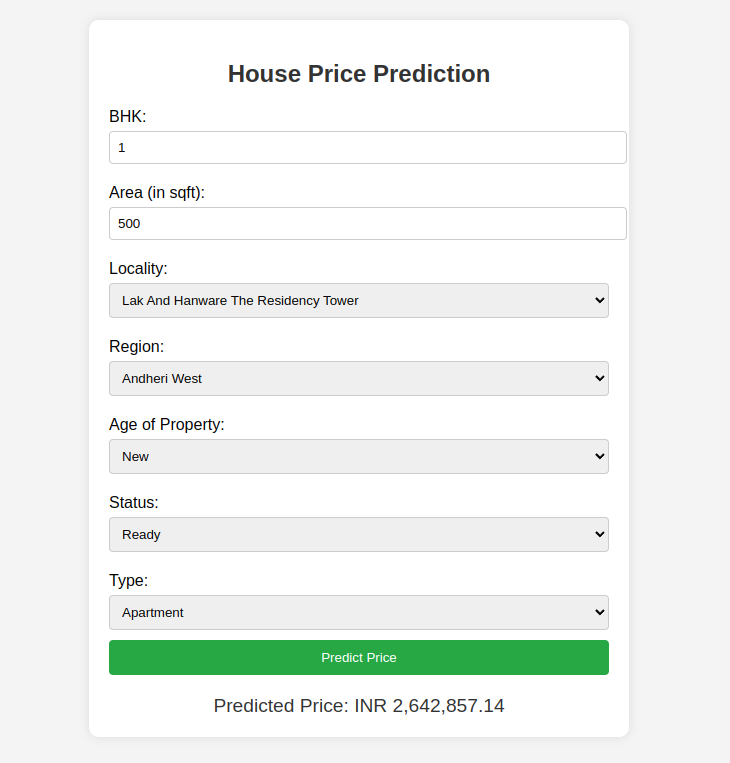 House Price Prediction
BHK:
1
Area (in sqft):
500
Locality:
Lak And Hanware The Residency Tower
Region:
Andheri West
Age of Property:
New
Status:
Ready
Type:
Apartment
Predict Price
Predicted Price: INR 2,642,857.14